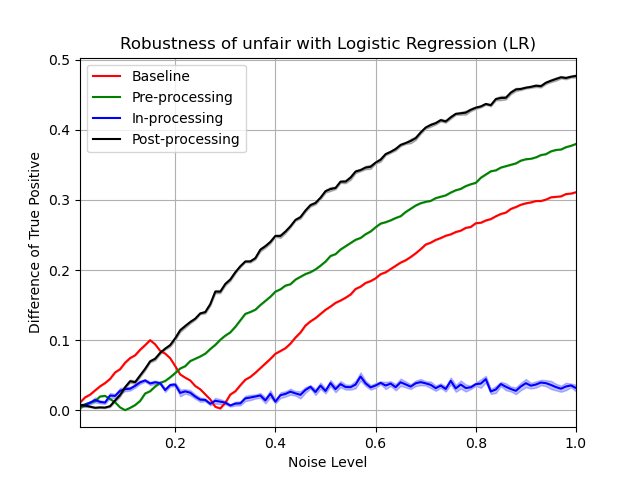 Robustness of unfair with Logistic Regression (LR)
Baseline
Pre-processing
In-processing
Post-processing
Difference of True Positive
0.5
0.4
0.3
0.2
0.1
0.0
0.2
0.4
0.6
0.8
1.0
Noise Level